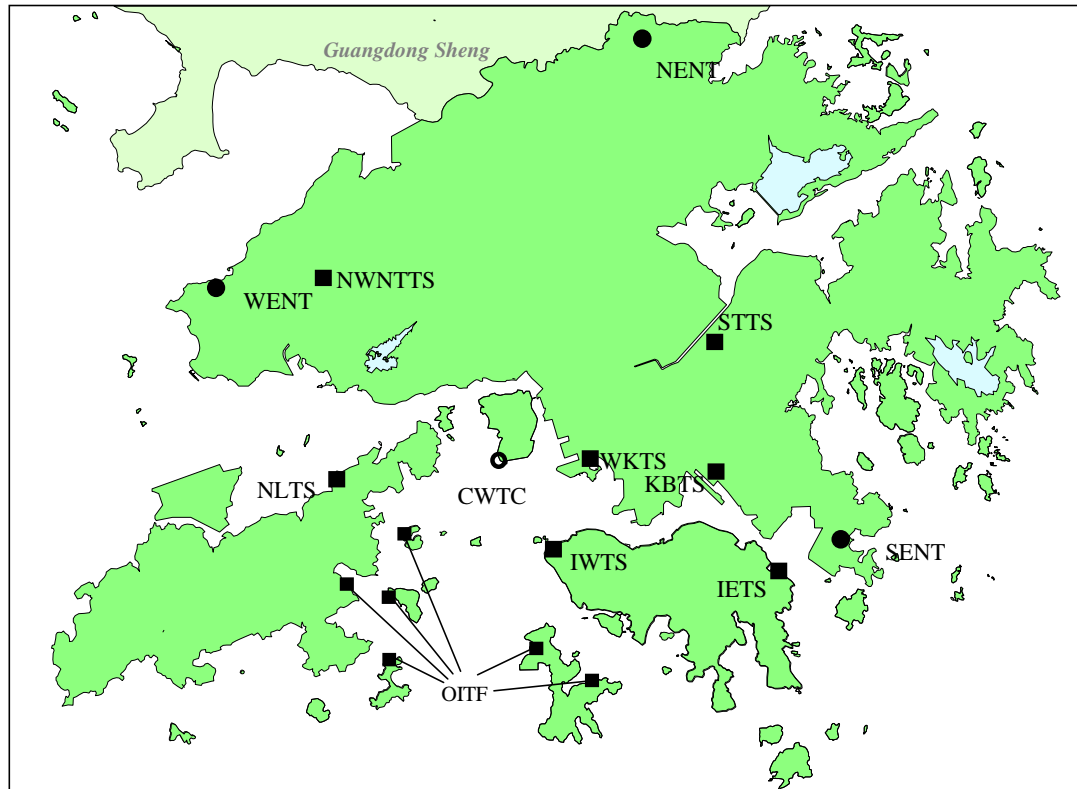 Guangdong Sheng
NENT
NWNTTS
WENT
STTS
WKTS
KBTS
NLTS
CWTC
SENT
IWTS
IETS
OITF